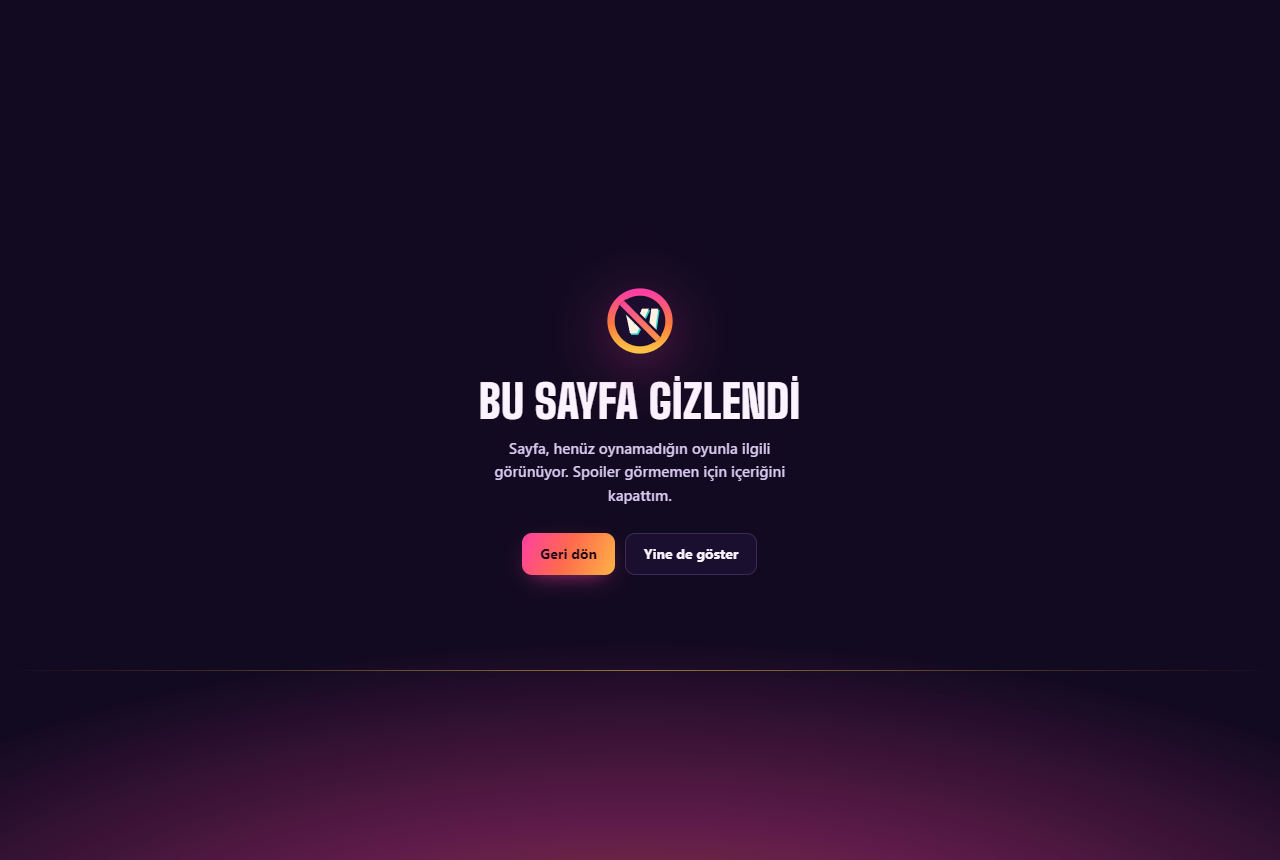 VI
BU SAYFA GİZLENDİ
Sayfa, henüz oynamadığın oyunla ilgili
görünüyor. Spoiler görmemen için içeriğini
kapattım.
Geri dön
Yine de göster